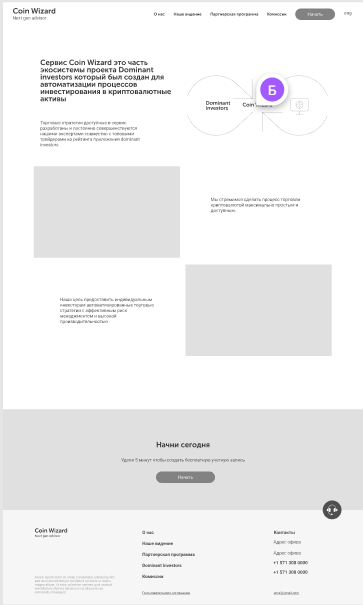 Coin Wizard
Next gen advisor
О нас Наше видение Партнерская программа Комиссии Начать
Сервис Coin Wizard это часть
экосистемы проекта Dominant
investors который был создан для
автоматизации процессов
инвестирования в криптовалютные
активы
Dominant
investors
Coin Wizard
Б
Торговые стратегии доступные в сервисе
разработаны и постоянно совершенствуются
нашими экспертами совместно с топовыми
трейдерами из рейтинга приложения dominant
investors
Мы стремимся сделать процесс торговли
криптовалютой максимально простым и
доступным.
Наша цель предоставить индивидуальным
инвесторам автоматизированные торговые
стратегии с эффективным риск
менеджментом и высокой
производительностью
Начни сегодня
Удели 5 минут чтобы создать бесплатную учетную запись
Начать
Coin Wizard
Next gen advisor
О нас
Наше видение
Партнерская программа
Dominant investors
Комиссии
Пользовательское соглашение
Контакты
Адрес офиса
Адрес офиса
+1 571 308 0000
+1 571 308 0000